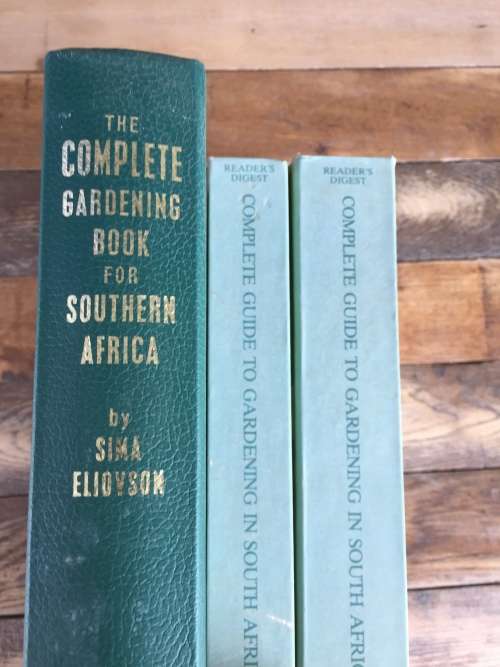 THE
COMPLETE
GARDENING
BOOK
FOR
SOUTHERN
AFRICA
by
SIMA
ELIOVSON
READER'S
DIGEST
COMPLETE GUIDE TO GARDENING IN SOUTH AFRI
READER'S
DIGEST
COMPLETE GUIDE TO GARDENING IN SOUTH AFRIC